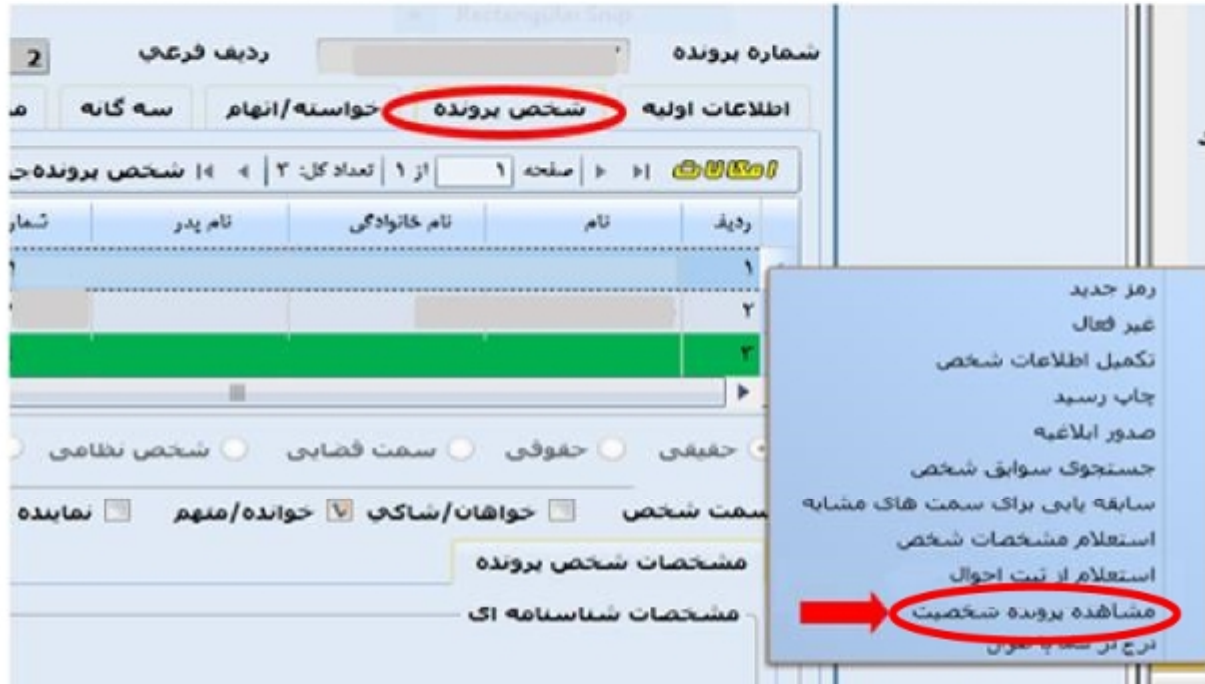 Rectangular Snip
شماره پرونده
ردیف فرعی 2
اطلاعات اولیه شخص پرونده خواسته/اتهام سه گانه
امکانات صفحه ۱ از ۱ تعداد کل: ۳ شخص پرونده
ردیف نام نام خانوادگی نام پدر
۱
۲
۳
حقیقی حقوقی سمت قضایی شخص نظامی
سمت شخص خواهان/شاکی خوانده/متهم نماینده
مشخصات شخص پرونده
مشخصات شناسنامه ای
رمز جدید
غیر فعال
تکمیل اطلاعات شخص
چاپ رسید
صدور ابلاغیه
جستجوی سوابق شخص
سابقه یابی برای سمت های مشابه
استعلام مشخصات شخص
استعلام از ثبت احوال
مشاهده پرونده شخصیت